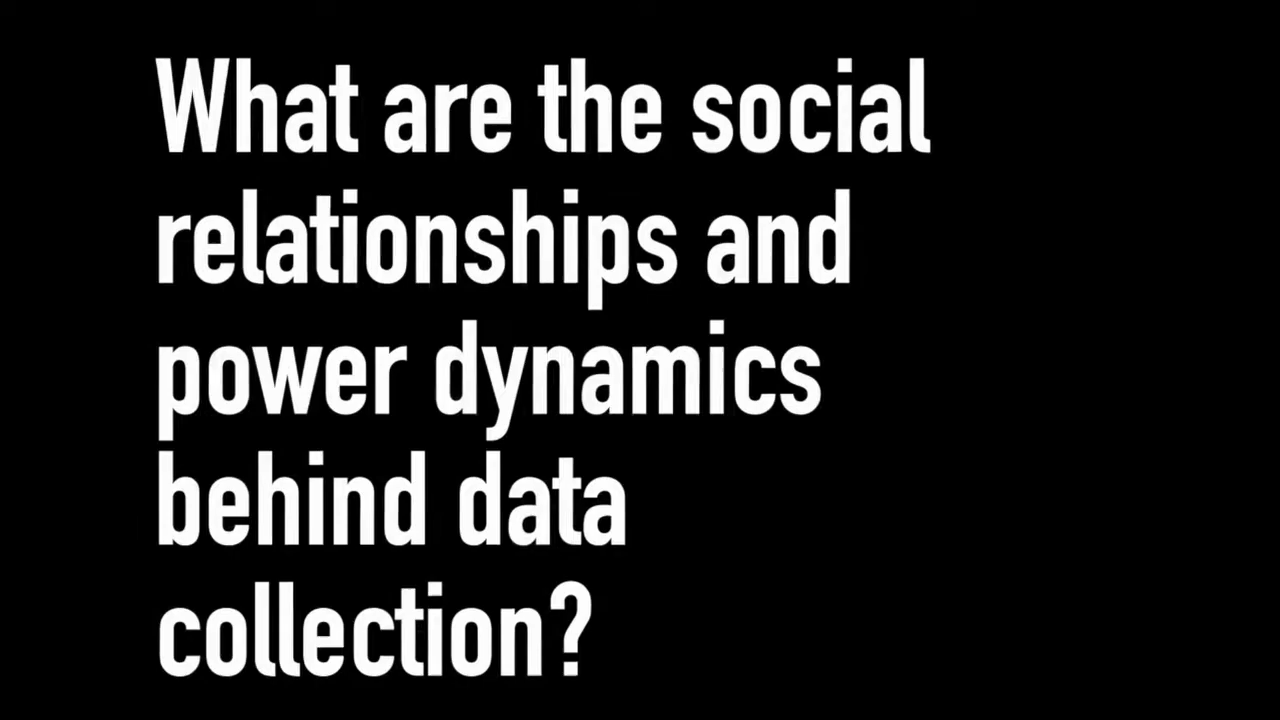 What are the social
relationships and
power dynamics
behind data
collection?